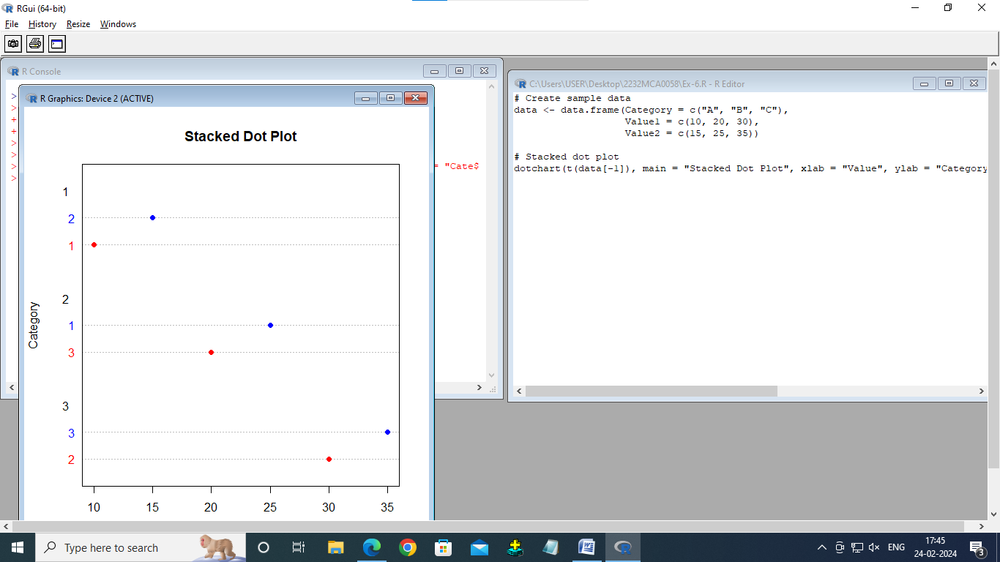 RGui (64-bit)
File History Resize Windows
R Console
>
>
+
+
>
>
> = "Cate$
>
R Graphics: Device 2 (ACTIVE)
Stacked Dot Plot
1
2
1
2
1
3
3
3
2
Category
10 15 20 25 30 35
C:\Users\USER\Desktop\2232MCA0058\Ex-6.R - R Editor
# Create sample data
data <- data.frame(Category = c("A", "B", "C"),
Value1 = c(10, 20, 30),
Value2 = c(15, 25, 35))
# Stacked dot plot
dotchart(t(data[-1]), main = "Stacked Dot Plot", xlab = "Value", ylab = "Category
Type here to search
ENG
17:45
24-02-2024
3